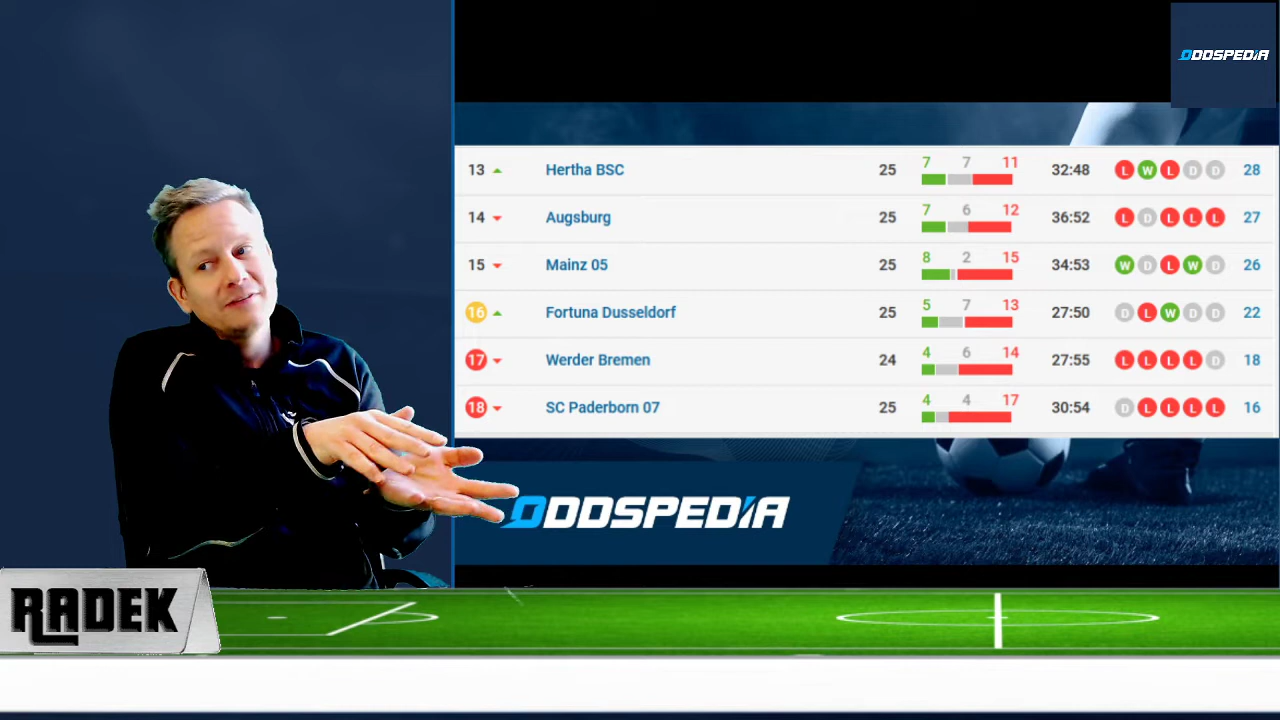 ODDSPEDIA
7 7 11
13 Hertha BSC 25 32:48 L W L D D 28
7 6 12
14 Augsburg 25 36:52 L D L L L 27
8 2 15
15 Mainz 05 25 34:53 W D L W D 26
5 7 13
16 Fortuna Dusseldorf 25 27:50 D L W D D 22
4 6 14
17 Werder Bremen 24 27:55 L L L L D 18
4 4 17
18 SC Paderborn 07 25 30:54 D L L L L 16
ODDSPEDIA
RADEK